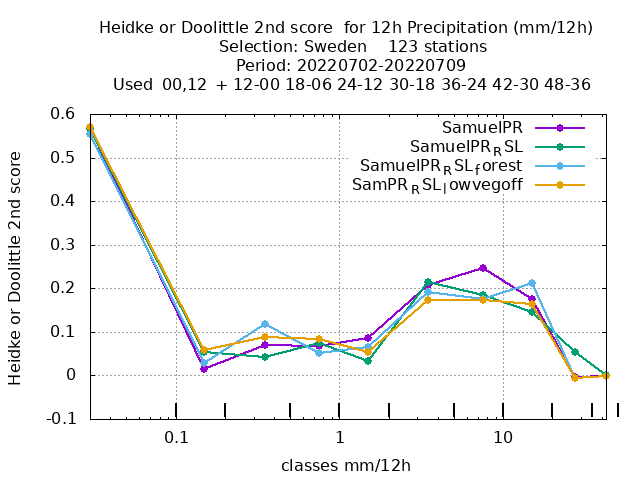 Heidke or Doolittle 2nd score  for 12h Precipitation (mm/12h)
Selection: Sweden    123 stations
Period: 20220702-20220709
Used  00,12  + 12-00 18-06 24-12 30-18 36-24 42-30 48-36
Heidke or Doolittle 2nd score
0.6
0.5
0.4
0.3
0.2
0.1
0
-0.1
SamuelPR
SamuelPR_RSL
SamuelPR_RSL_forest
SamPR_RSL_lowvegoff
0.1
1
10
classes mm/12h